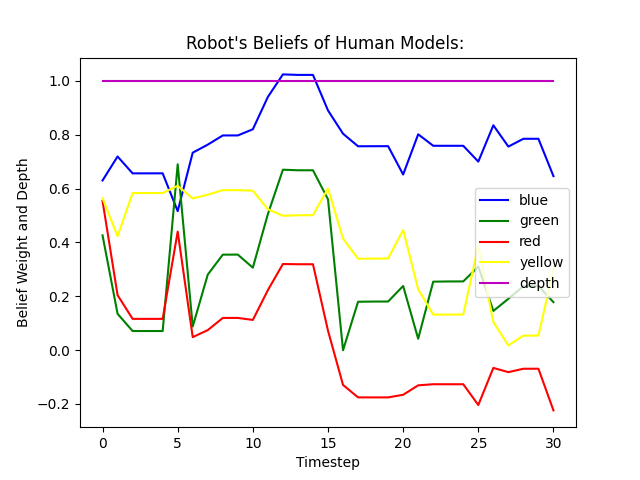 Robot's Beliefs of Human Models:
Belief Weight and Depth
1.0
0.8
0.6
0.4
0.2
0.0
−0.2
blue
green
red
yellow
depth
0 5 10 15 20 25 30
Timestep